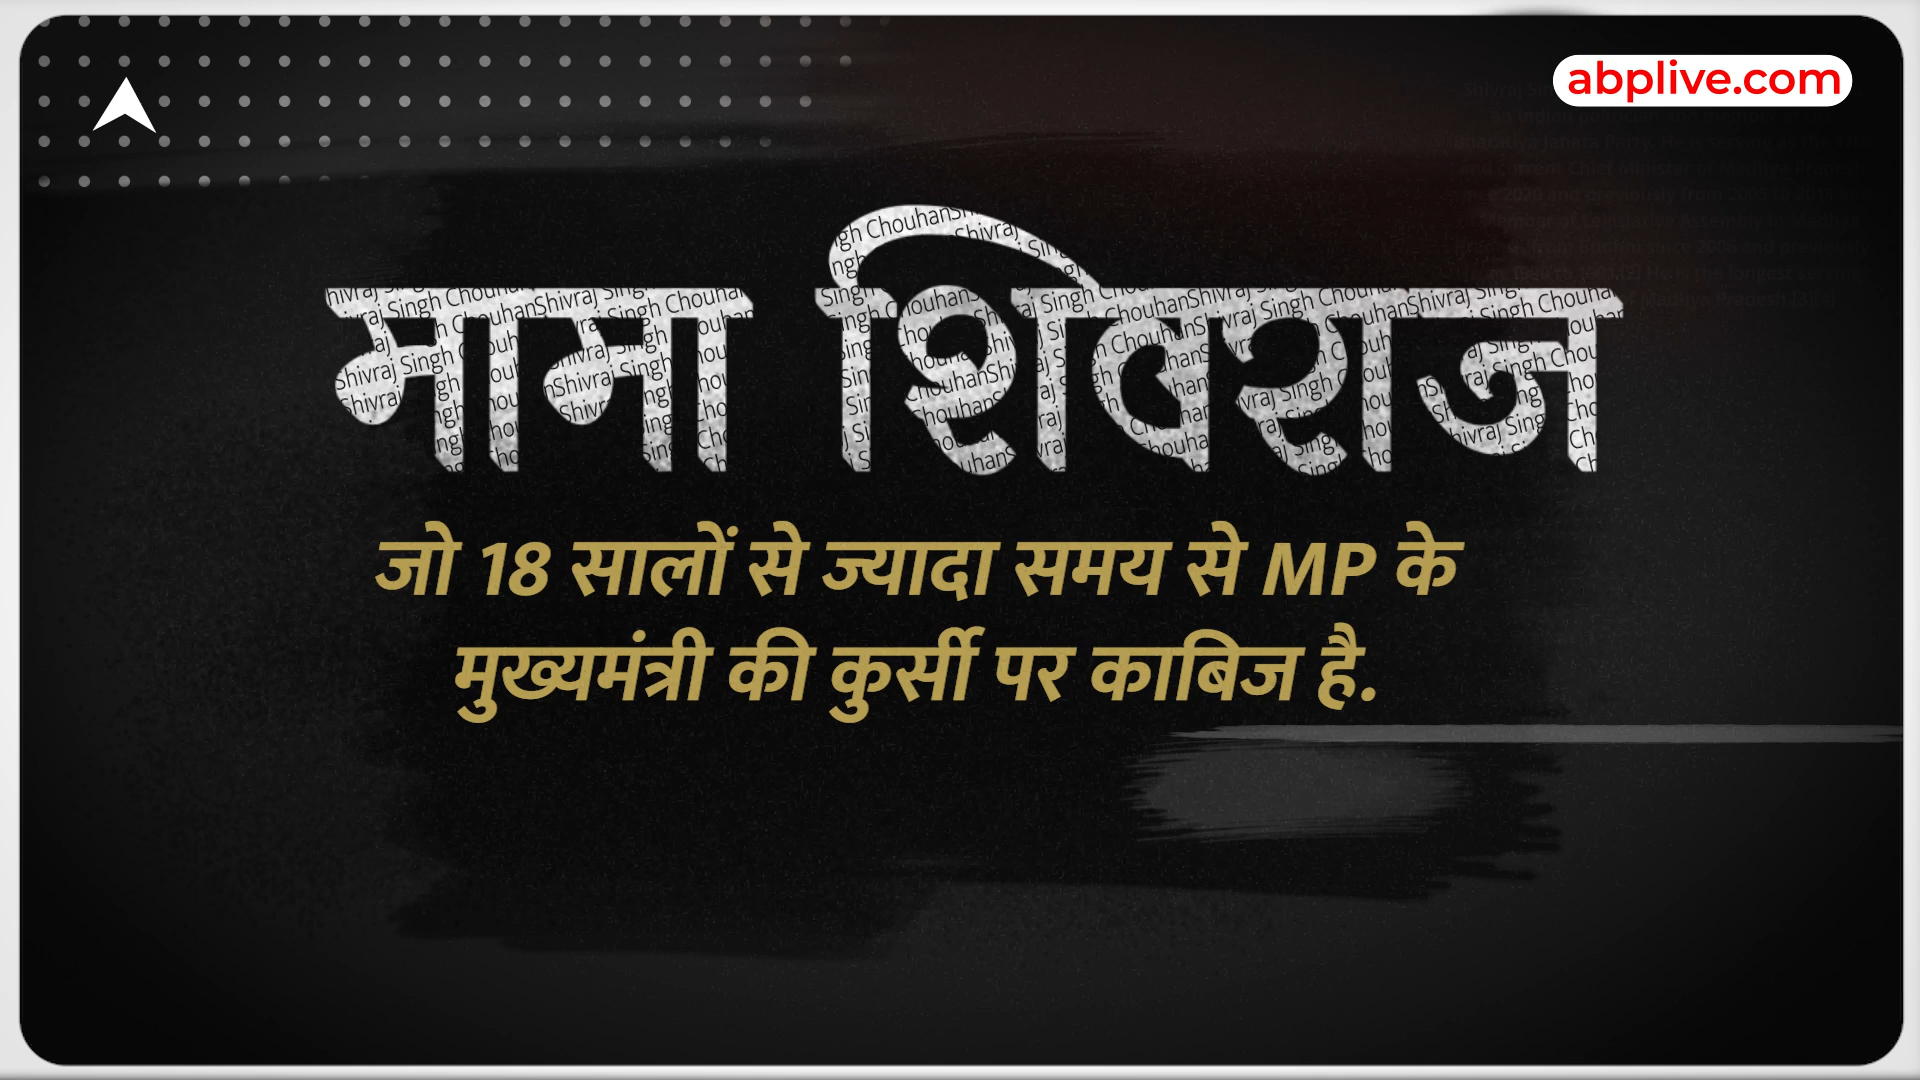 abplive.com
मामा शिवराज
जो 18 सालों से ज्यादा समय से MP के
मुख्यमंत्री की कुर्सी पर काबिज है.